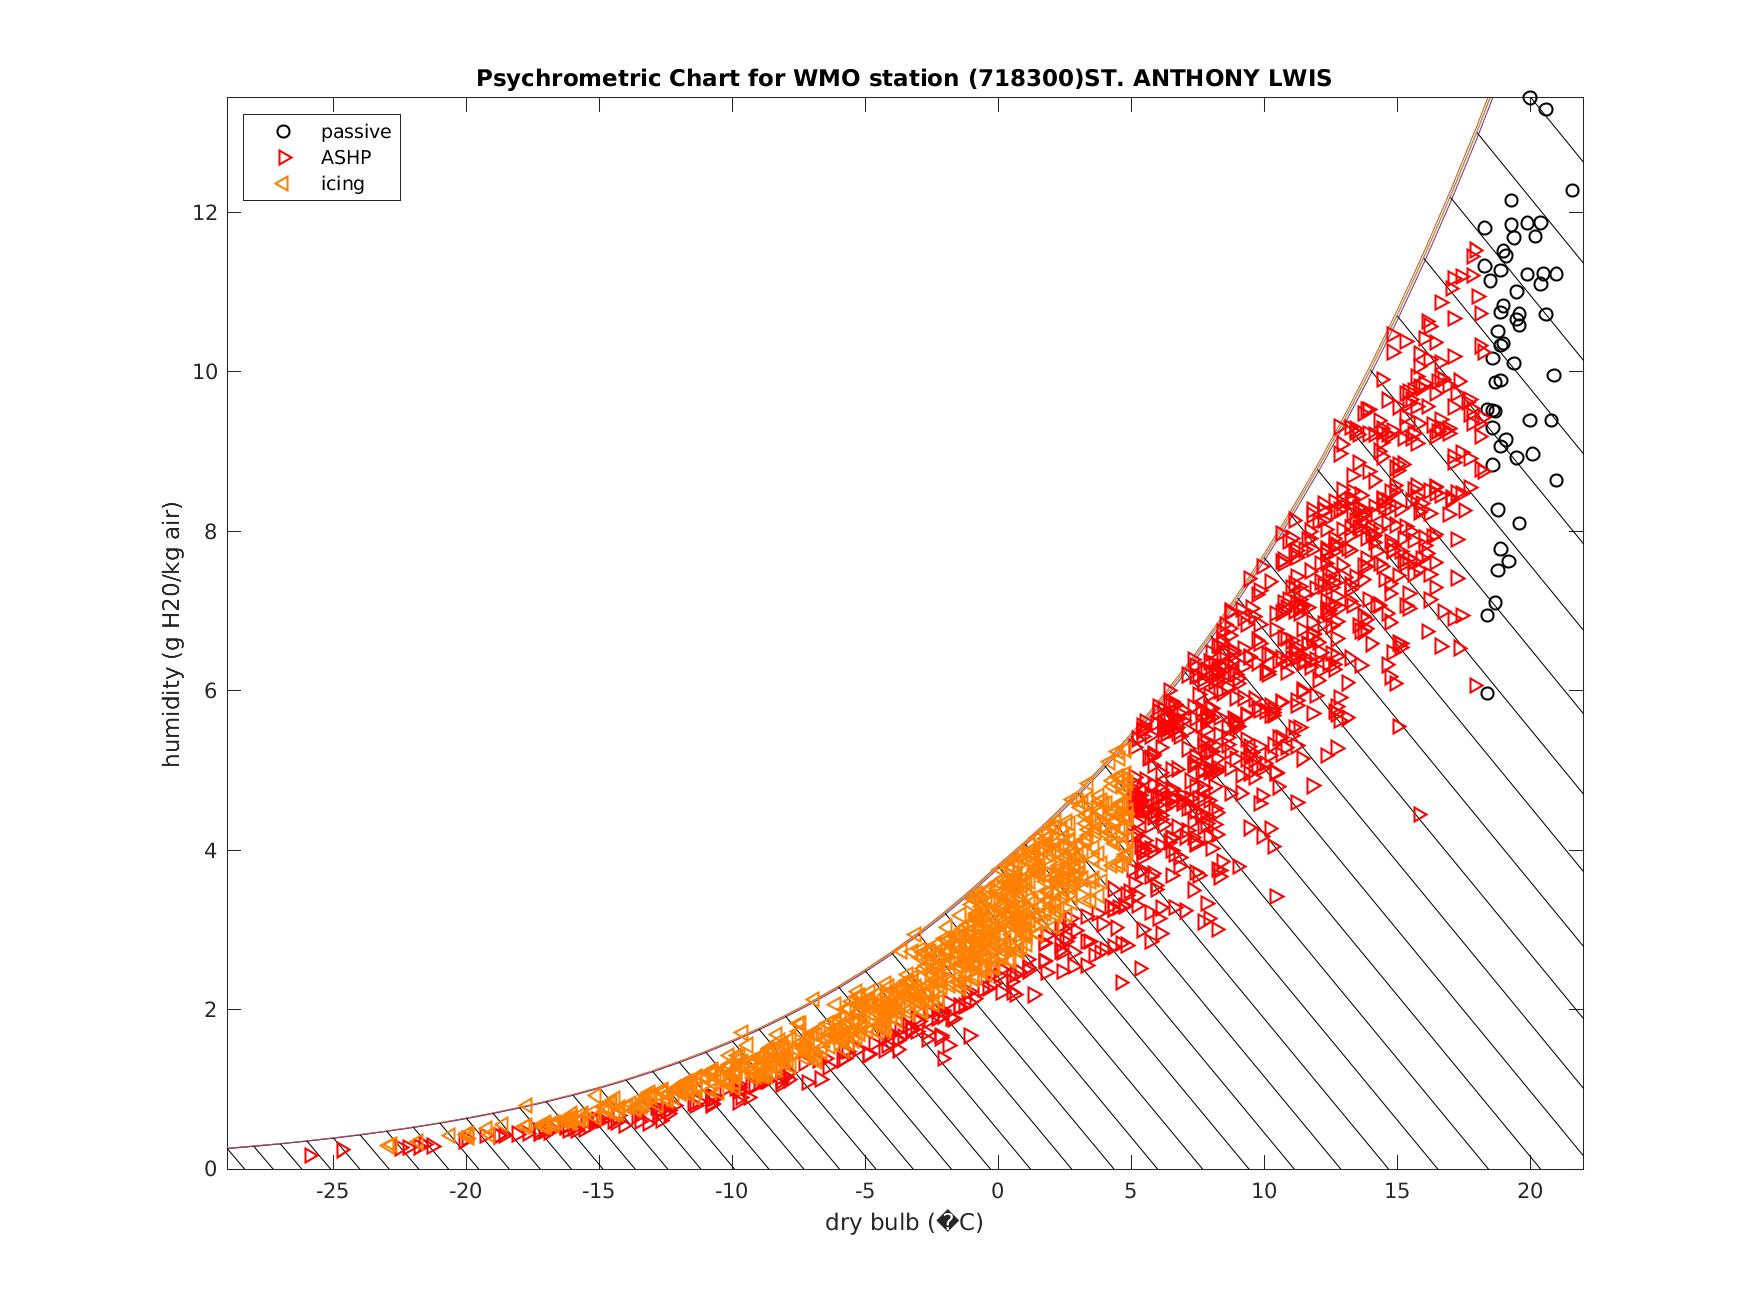 Psychrometric Chart for WMO station (718300)ST. ANTHONY LWIS
passive
ASHP
icing
humidity (g H20/kg air)
12
10
8
6
4
2
0
-25 -20 -15 -10 -5 0 5 10 15 20
dry bulb (�C)